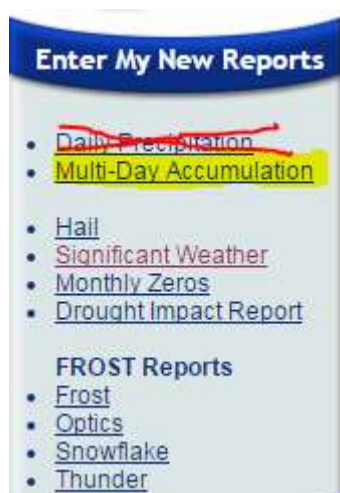 Enter My New Reports
Daily Precipitation
Multi-Day Accumulation
Hail
Significant Weather
Monthly Zeros
Drought Impact Report
FROST Reports
Frost
Optics
Snowflake
Thunder